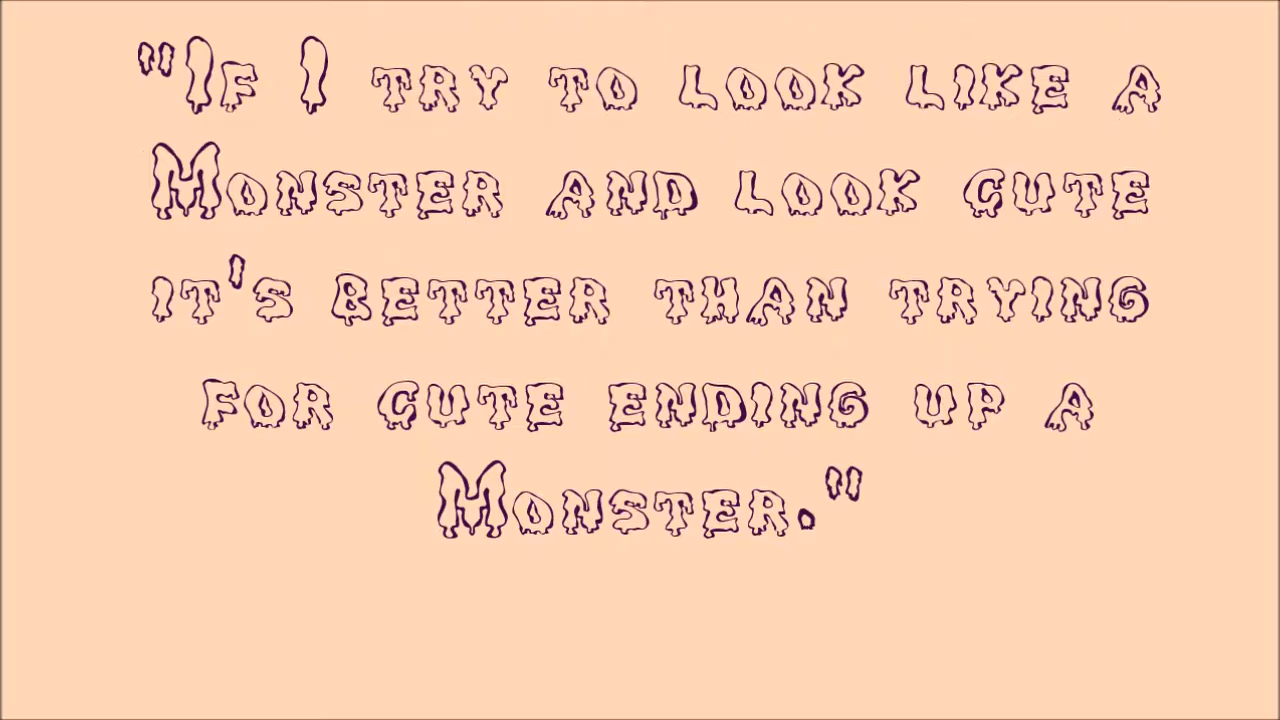 "If I try to look like a
Monster and look cute
it's better than trying
for cute ending up a
Monster."